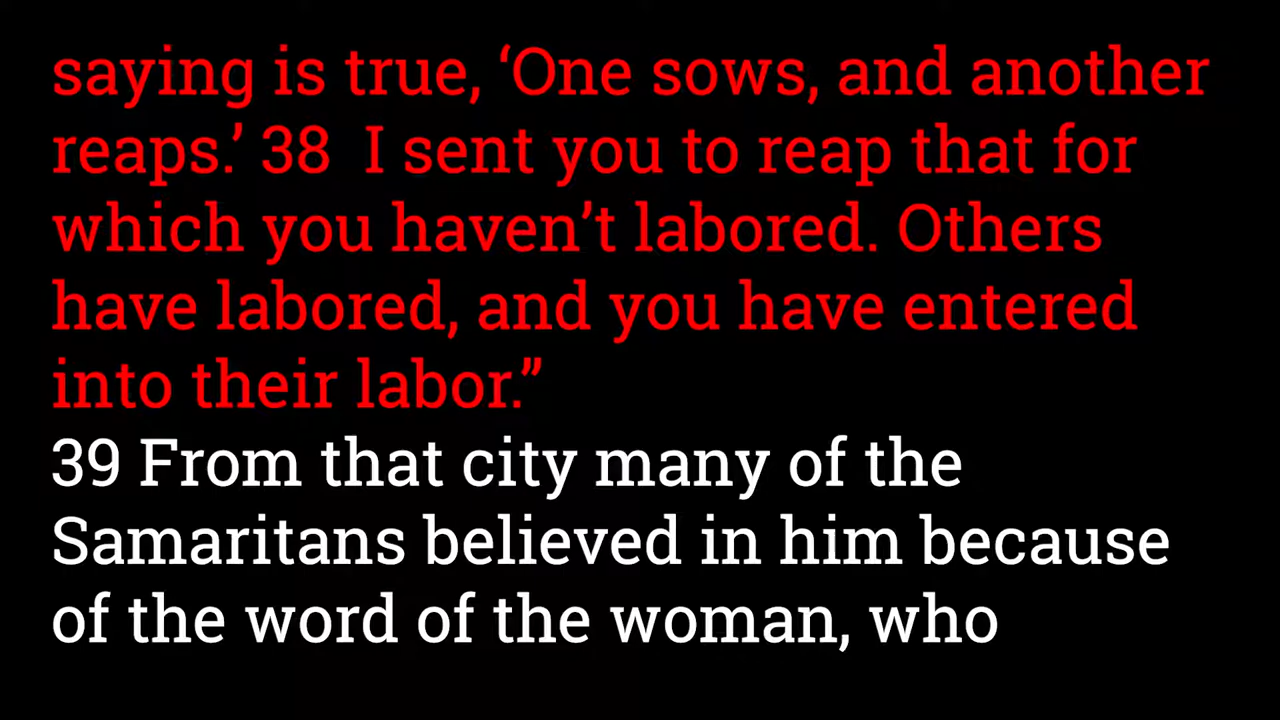 saying is true, ‘One sows, and another
reaps.’ 38  I sent you to reap that for
which you haven’t labored. Others
have labored, and you have entered
into their labor.”
39 From that city many of the
Samaritans believed in him because
of the word of the woman, who